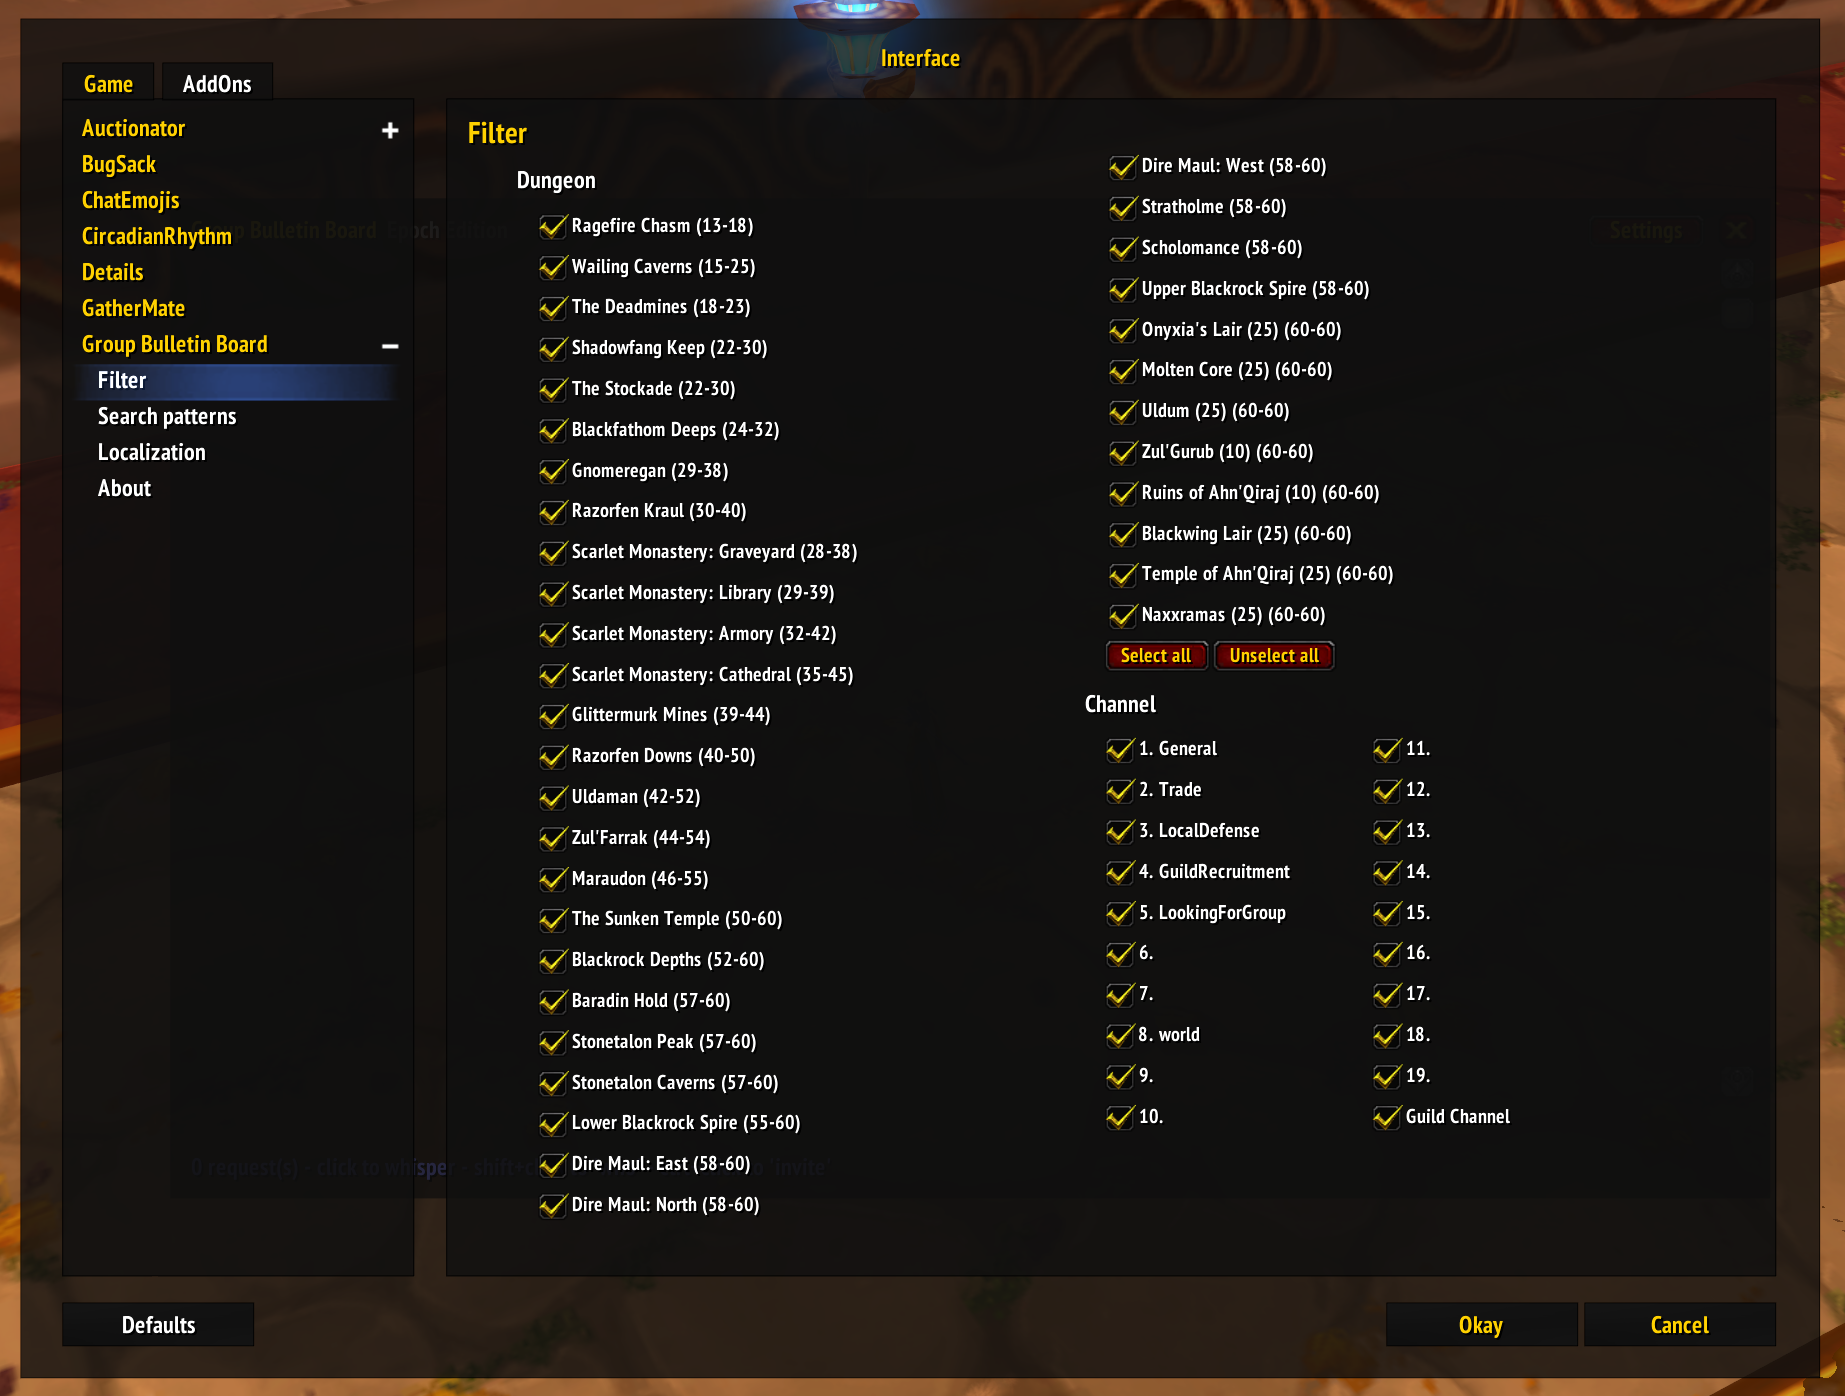 Interface
Game
AddOns
Auctionator
BugSack
ChatEmojis
CircadianRhythm
Details
GatherMate
Group Bulletin Board
Filter
Search patterns
Localization
About
Filter
Dungeon
Ragefire Chasm (13-18)
Wailing Caverns (15-25)
The Deadmines (18-23)
Shadowfang Keep (22-30)
The Stockade (22-30)
Blackfathom Deeps (24-32)
Gnomeregan (29-38)
Razorfen Kraul (30-40)
Scarlet Monastery: Graveyard (28-38)
Scarlet Monastery: Library (29-39)
Scarlet Monastery: Armory (32-42)
Scarlet Monastery: Cathedral (35-45)
Glittermurk Mines (39-44)
Razorfen Downs (40-50)
Uldaman (42-52)
Zul'Farrak (44-54)
Maraudon (46-55)
The Sunken Temple (50-60)
Blackrock Depths (52-60)
Baradin Hold (57-60)
Stonetalon Peak (57-60)
Stonetalon Caverns (57-60)
Lower Blackrock Spire (55-60)
Dire Maul: East (58-60)
Dire Maul: North (58-60)
Dire Maul: West (58-60)
Stratholme (58-60)
Scholomance (58-60)
Upper Blackrock Spire (58-60)
Onyxia's Lair (25) (60-60)
Molten Core (25) (60-60)
Uldum (25) (60-60)
Zul'Gurub (10) (60-60)
Ruins of Ahn'Qiraj (10) (60-60)
Blackwing Lair (25) (60-60)
Temple of Ahn'Qiraj (25) (60-60)
Naxxramas (25) (60-60)
Select all
Unselect all
Channel
1. General
2. Trade
3. LocalDefense
4. GuildRecruitment
5. LookingForGroup
6.
7.
8. world
9.
10.
11.
12.
13.
14.
15.
16.
17.
18.
19.
Guild Channel
Bulletin Board Epoch
Settings
0 request(s) - click to whisper - shift+c
'invite'
Defaults
Okay
Cancel